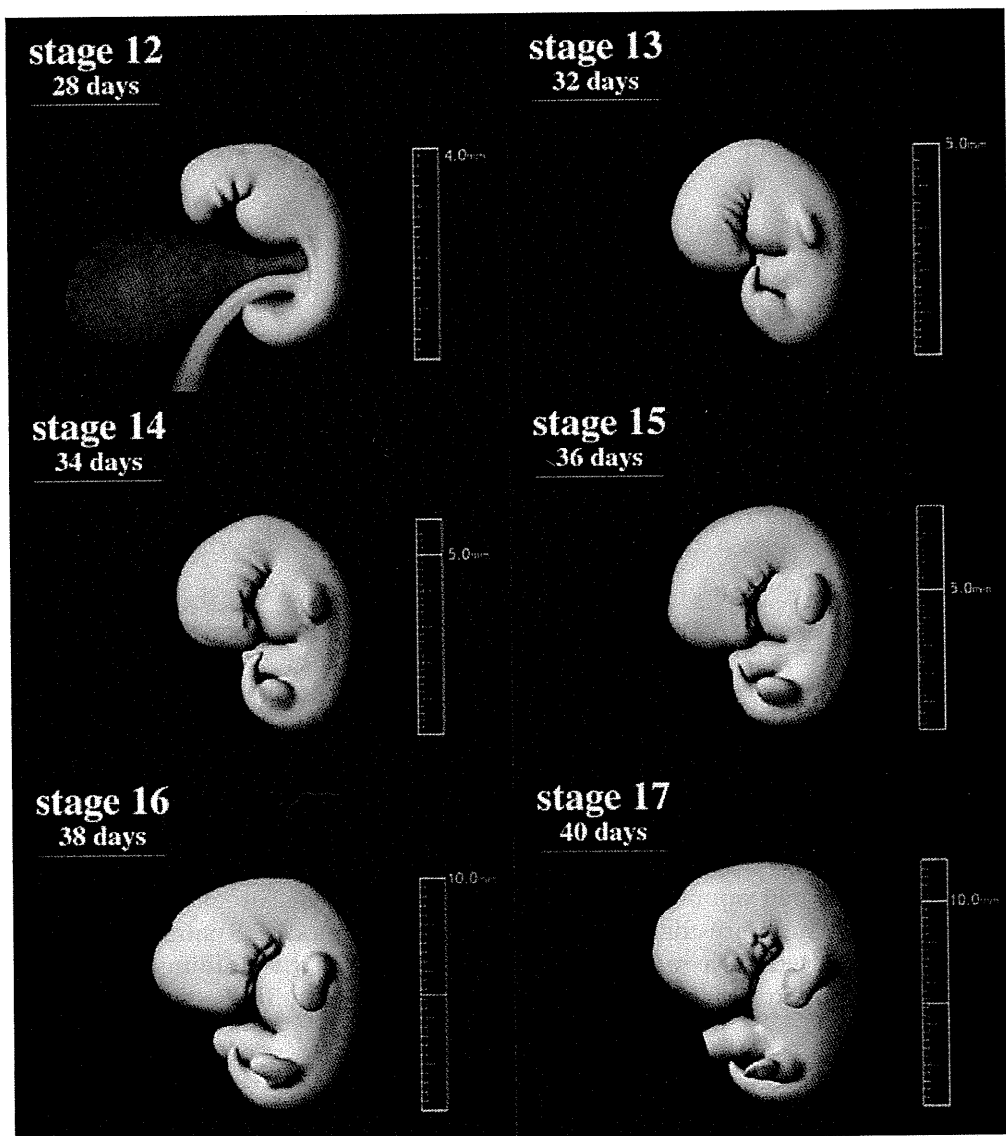 stage 12
28 days
4.0mm
stage 13
32 days
5.0mm
stage 14
34 days
5.0mm
stage 15
36 days
5.0mm
stage 16
38 days
10.0mm
stage 17
40 days
10.0mm